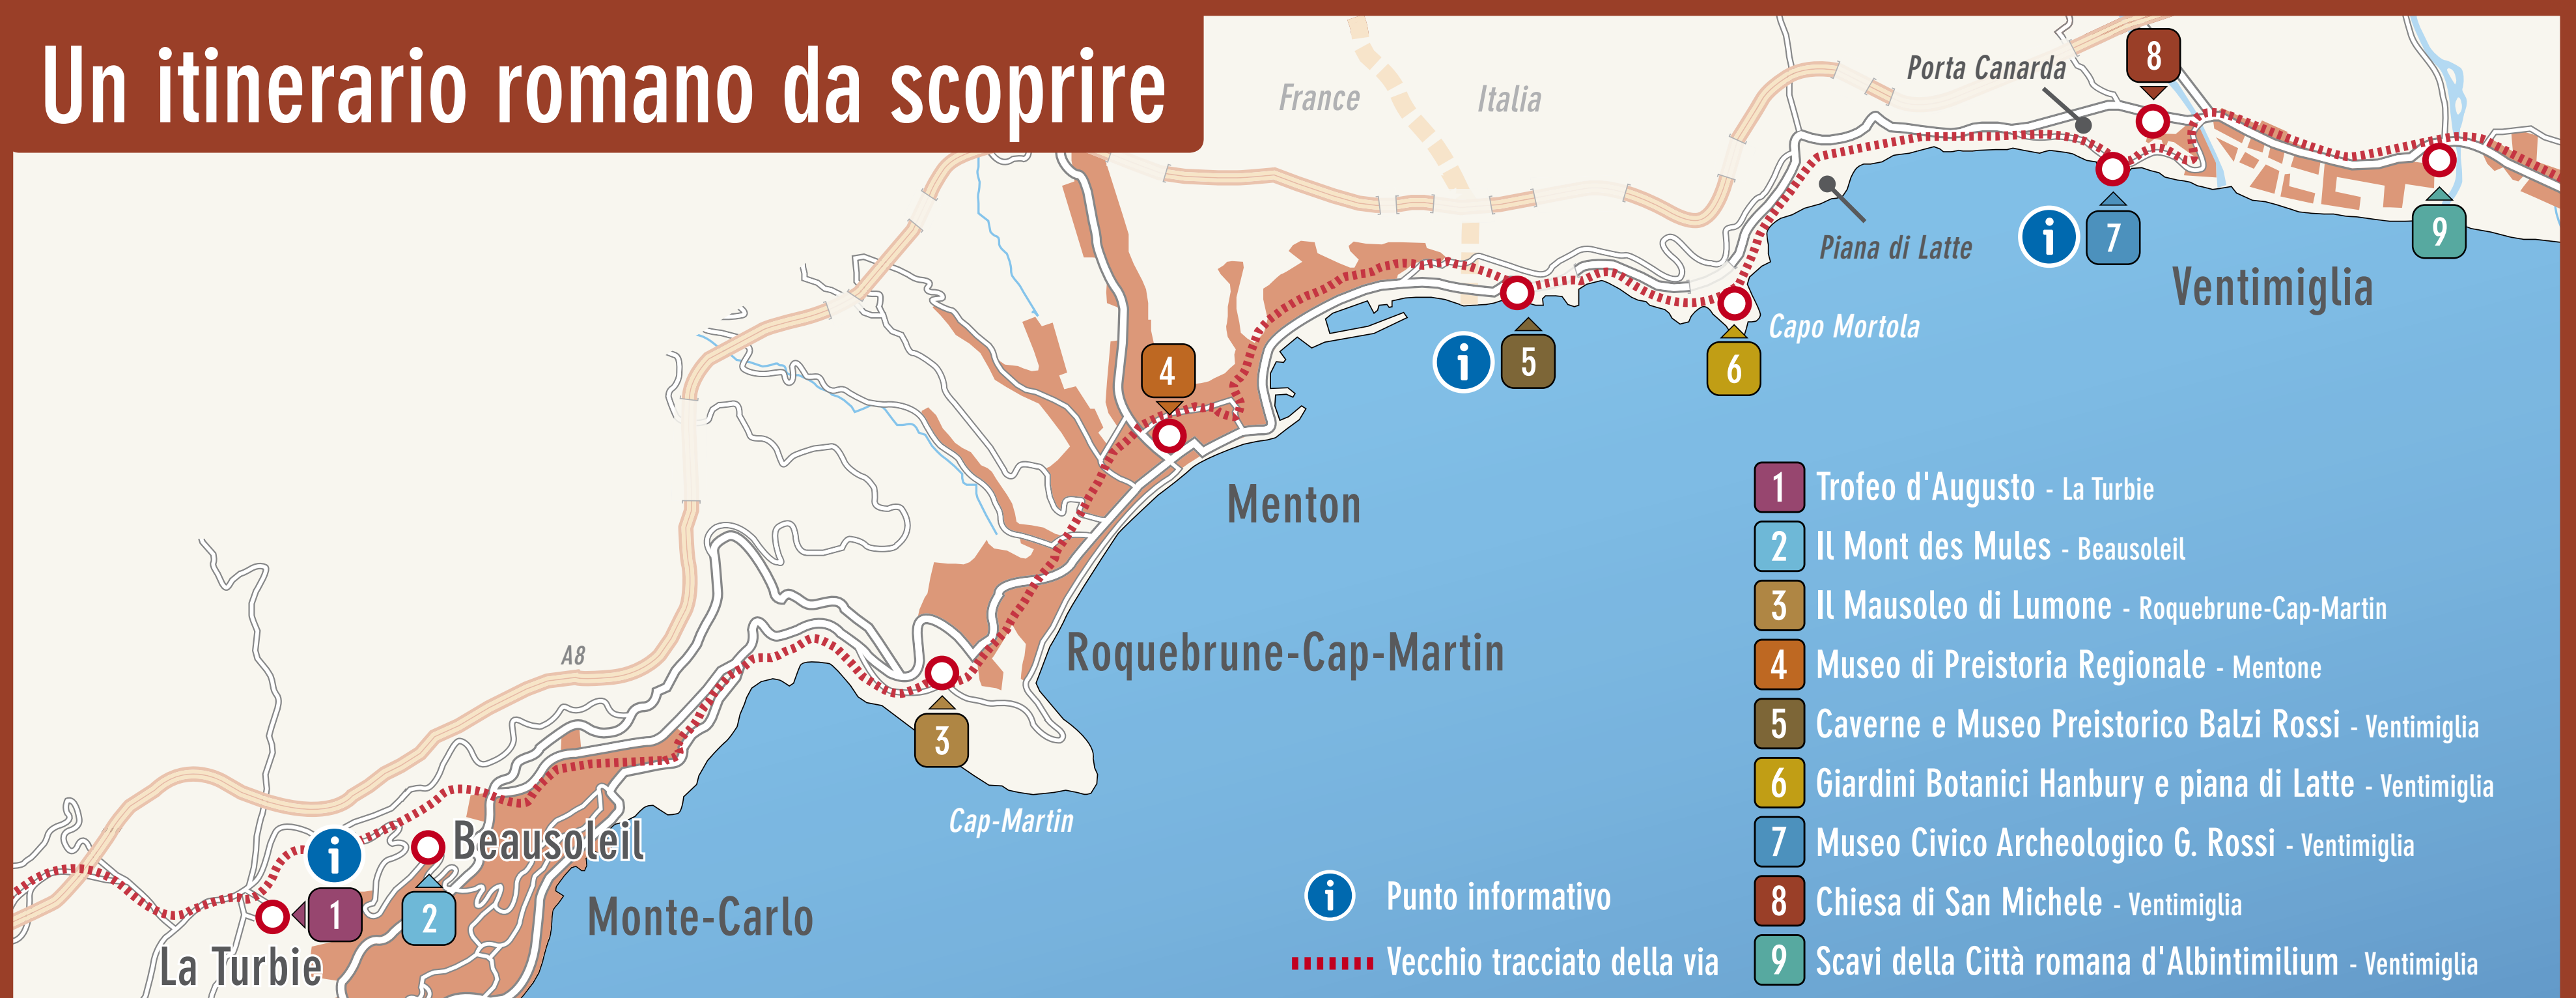 Un itinerario romano da scoprire
France
Italia
Porta Canarda
8
Piana di Latte
i
7
9
Ventimiglia
Capo Mortola
i
5
6
4
Menton
Roquebrune-Cap-Martin
A8
3
Cap-Martin
i
Beausoleil
1
2
Monte-Carlo
La Turbie
i Punto informativo
Vecchio tracciato della via
1 Trofeo d'Augusto - La Turbie
2 Il Mont des Mules - Beausoleil
3 Il Mausoleo di Lumone - Roquebrune-Cap-Martin
4 Museo di Preistoria Regionale - Mentone
5 Caverne e Museo Preistorico Balzi Rossi - Ventimiglia
6 Giardini Botanici Hanbury e piana di Latte - Ventimiglia
7 Museo Civico Archeologico G. Rossi - Ventimiglia
8 Chiesa di San Michele - Ventimiglia
9 Scavi della Città romana d'Albintimilium - Ventimiglia